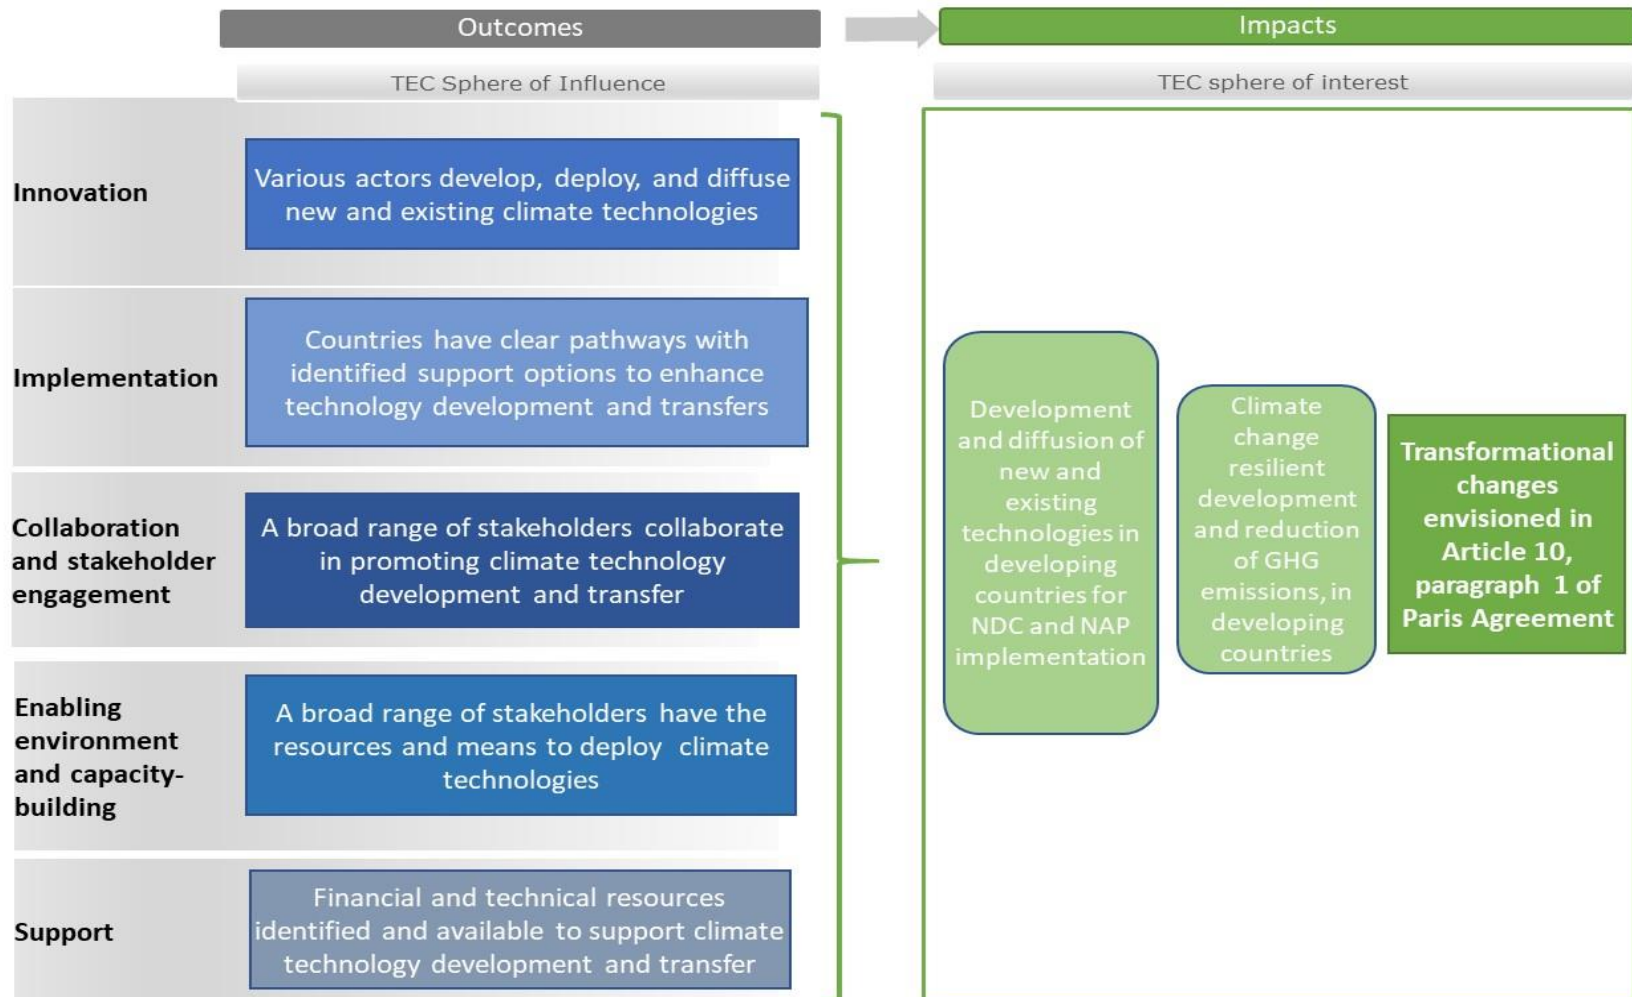 Outcomes
Impacts
TEC Sphere of Influence
TEC sphere of interest
Innovation
Various actors develop, deploy, and diffuse
new and existing climate technologies
Implementation
Countries have clear pathways with
identified support options to enhance
technology development and transfers
Collaboration
and stakeholder
engagement
A broad range of stakeholders collaborate
in promoting climate technology
development and transfer
Enabling
environment
and capacity-
building
A broad range of stakeholders have the
resources and means to deploy climate
technologies
Support
Financial and technical resources
identified and available to support climate
technology development and transfer
Development
and diffusion of
new and
existing
technologies in
developing
countries for
NDC and NAP
implementation
Climate
change
resilient
development
and reduction
of GHG
emissions, in
developing
countries
Transformational
changes
envisioned in
Article 10,
paragraph 1 of
Paris Agreement